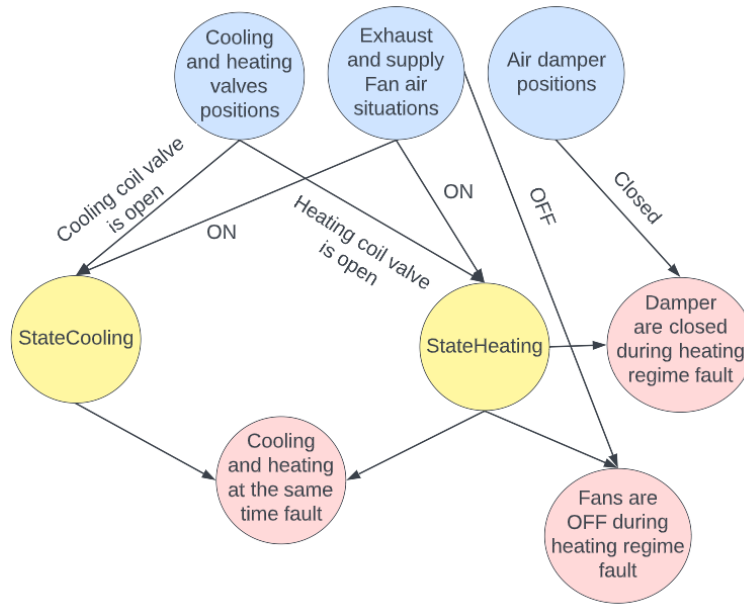 Cooling
and heating
valves
positions
Exhaust
and supply
Fan air
situations
Air damper
positions
Cooling coil valve
is open
ON
Heating coil valve
is open
ON
OFF
Closed
StateCooling
StateHeating
Damper
are closed
during heating
regime fault
Cooling
and heating
at the same
time fault
Fans are
OFF during
heating regime
fault